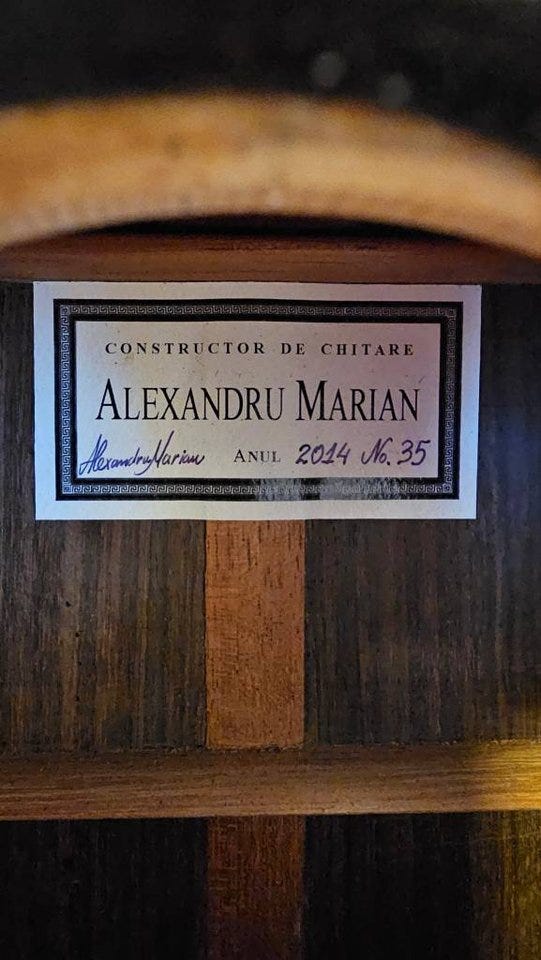 CONSTRUCTOR DE CHITARE
ALEXANDRU MARIAN
Alexandru Marian ANUL 2014 No. 35